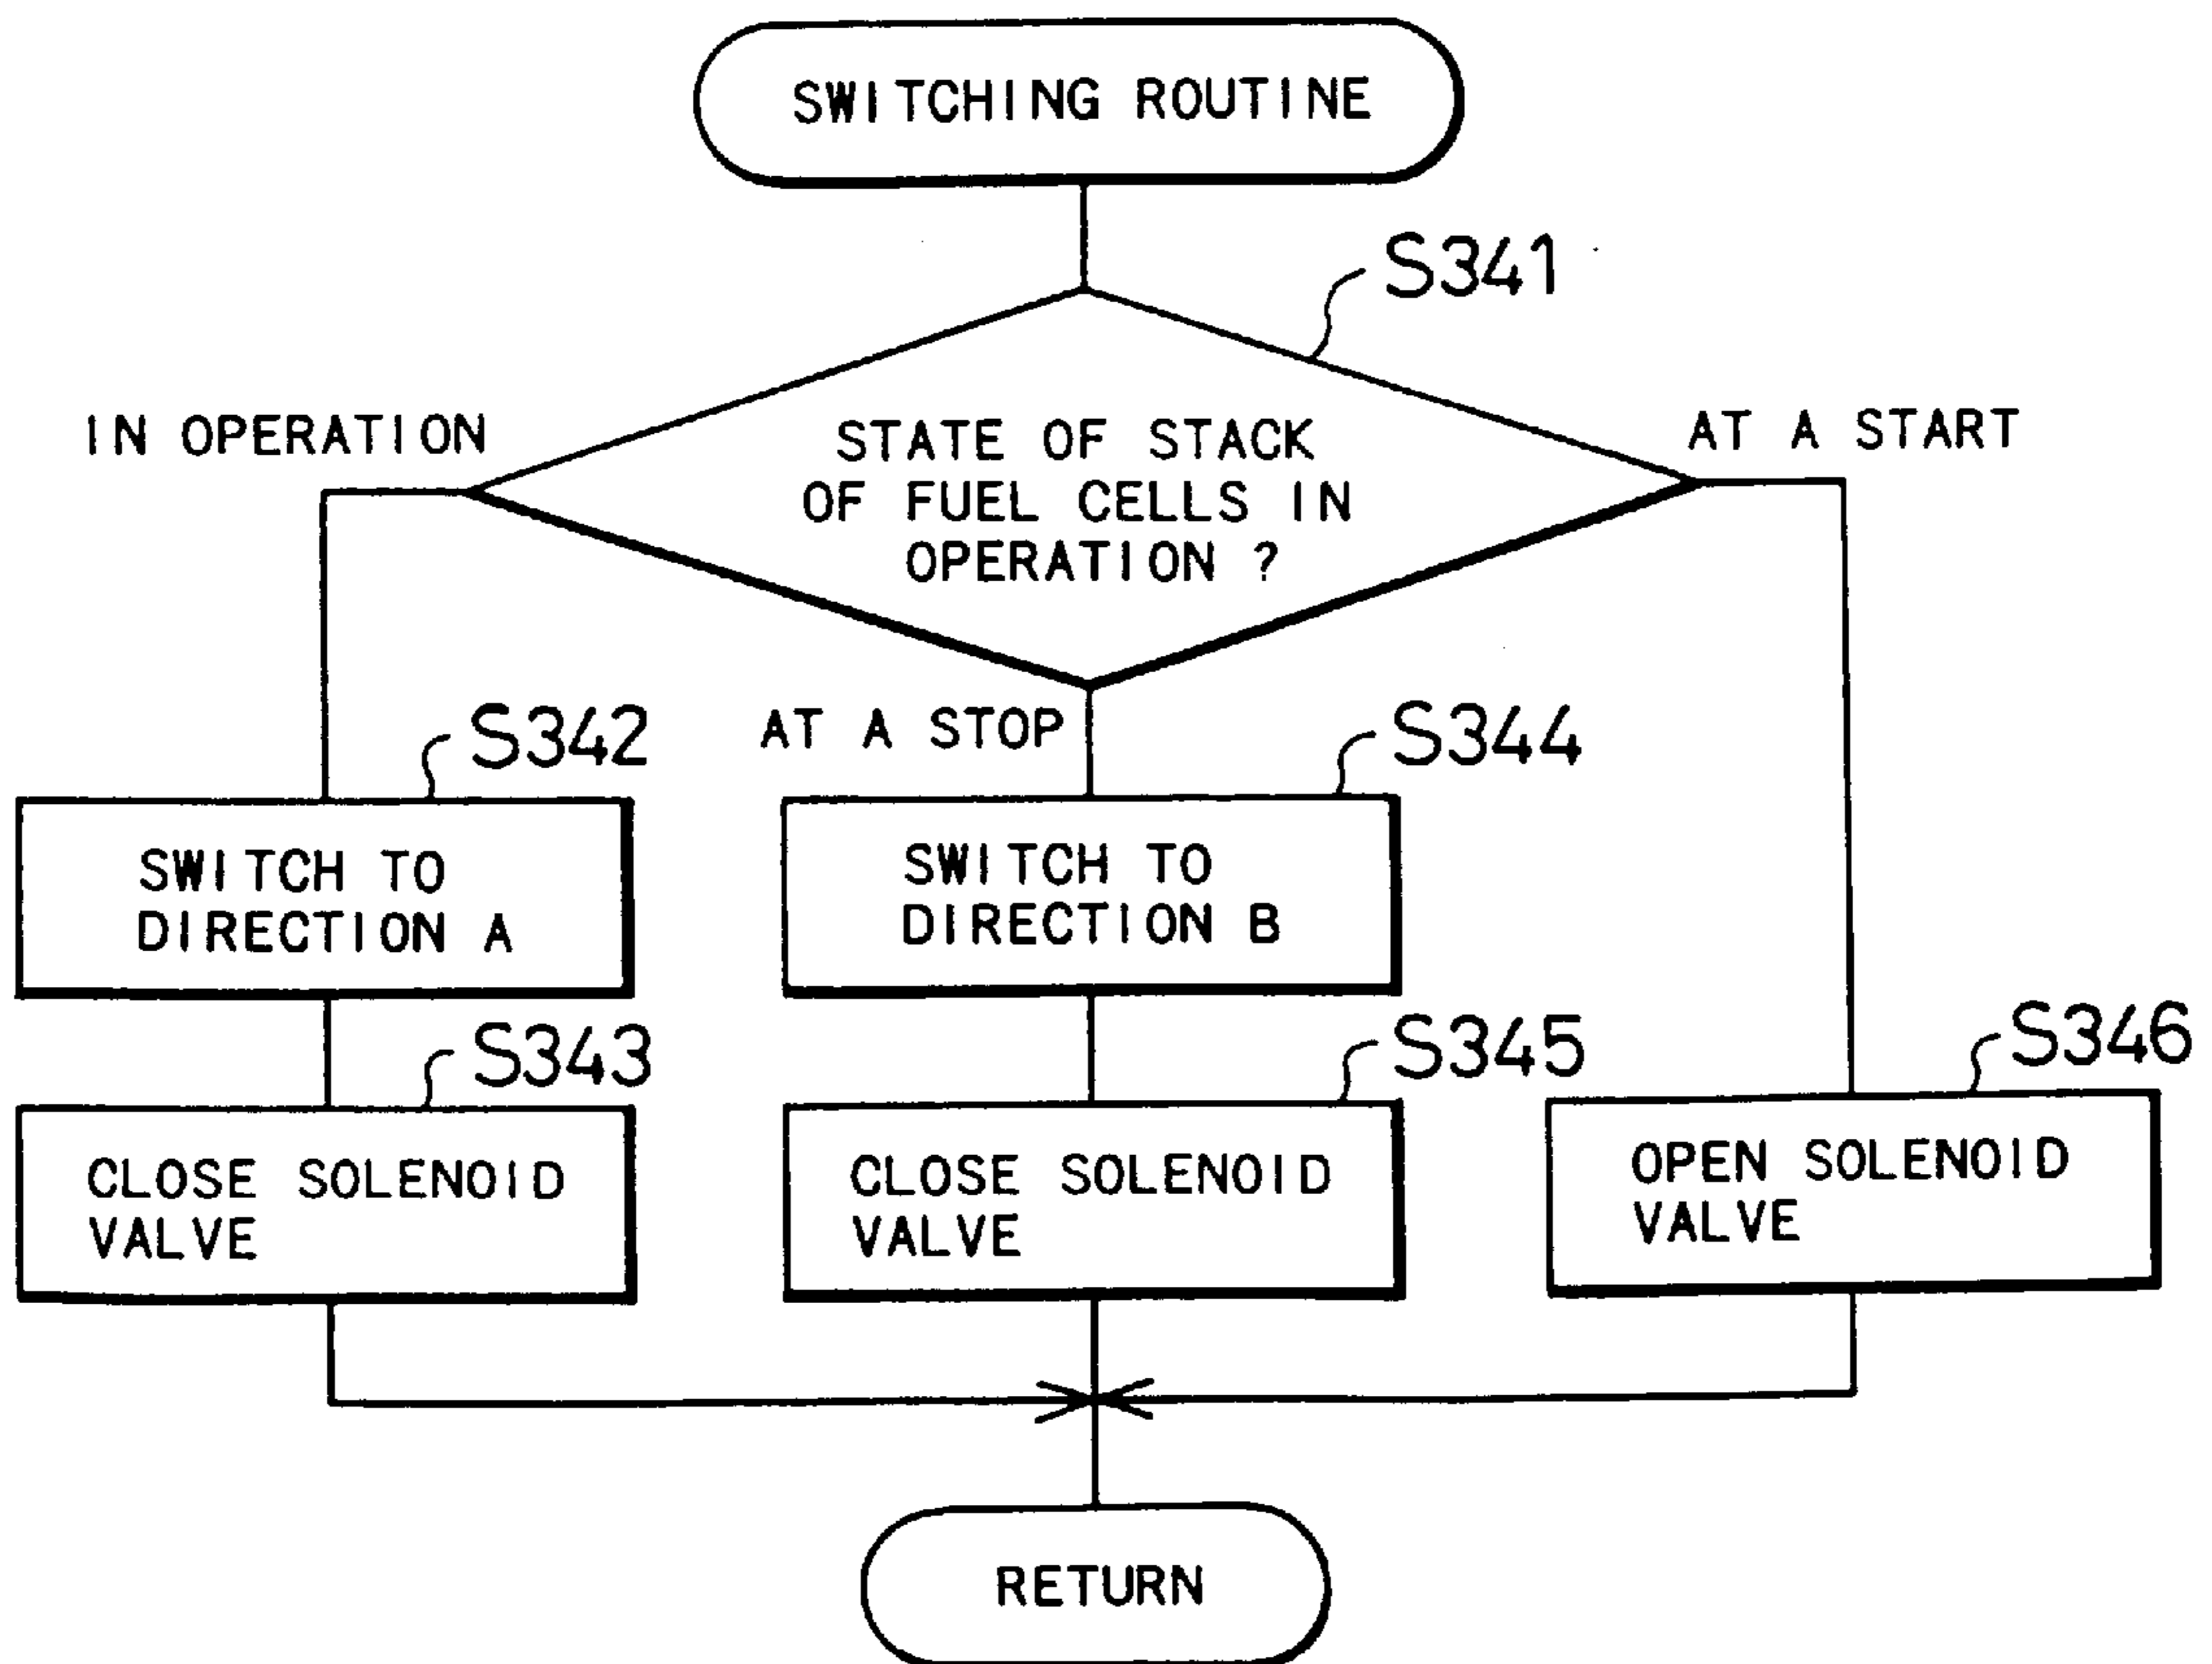 SWITCHING ROUTINE
S341
IN OPERATION
AT A START
STATE OF STACK
OF FUEL CELLS IN
OPERATION ?
AT A STOP
S342
S344
SWITCH TO
DIRECTION A
SWITCH TO
DIRECTION B
S343
S345
S346
CLOSE SOLENOID
VALVE
CLOSE SOLENOID
VALVE
OPEN SOLENOID
VALVE
RETURN